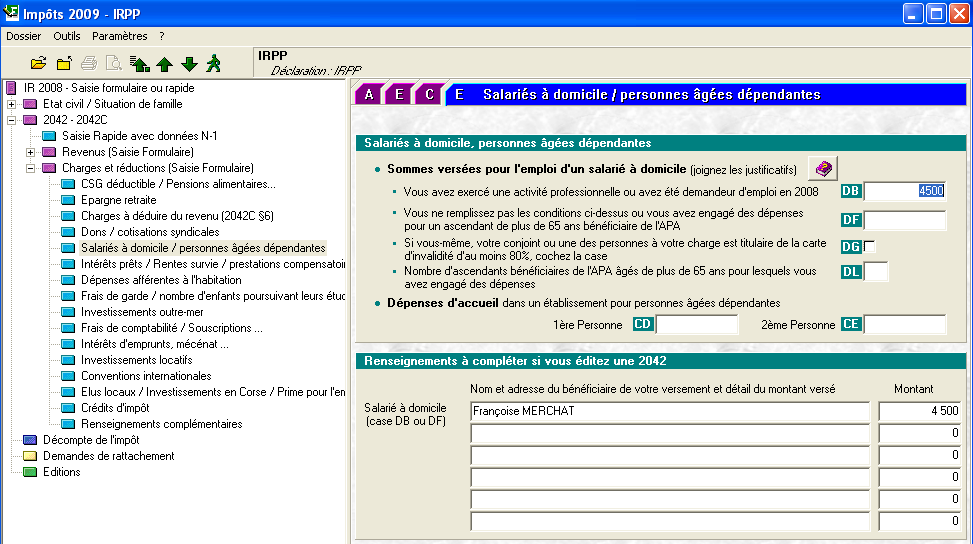 Impôts 2009 - IRPP
Dossier Outils Paramètres ?
IRPP
Déclaration : IRPP
IR 2008 - Saisie formulaire ou rapide
Etat civil / Situation de famille
2042 - 2042C
Saisie Rapide avec données N-1
Revenus (Saisie Formulaire)
Charges et réductions (Saisie Formulaire)
CSG déductible / Pensions alimentaires...
Epargne retraite
Charges à déduire du revenu (2042C §6)
Dons / cotisations syndicales
Salariés à domicile / personnes âgées dépendantes
Intérêts prêts / Rentes survie / prestations compensatoi
Dépenses afférentes à l'habitation
Frais de garde / nombre d'enfants poursuivant leurs étuc
Investissements outre-mer
Frais de comptabilité / Souscriptions ...
Intérêts d'emprunts, mécénat ...
Investissements locatifs
Conventions internationales
Elus locaux / Investissements en Corse / Prime pour l'en
Crédits d'impôt
Renseignements complémentaires
Décompte de l'impôt
Demandes de rattachement
Editions
A E C E Salariés à domicile / personnes âgées dépendantes
Salariés à domicile, personnes âgées dépendantes
• Sommes versées pour l'emploi d'un salarié à domicile (joignez les justificatifs)
• Vous avez exercé une activité professionnelle ou avez été demandeur d'emploi en 2008 DB 4500
• Vous ne remplissez pas les conditions ci-dessus ou vous avez engagé des dépenses
pour un ascendant de plus de 65 ans bénéficiaire de l'APA DF
• Si vous-même, votre conjoint ou une des personnes à votre charge est titulaire de la carte
d'invalidité d'au moins 80%, cochez la case DG
• Nombre d'ascendants bénéficiaires de l'APA âgés de plus de 65 ans pour lesquels vous
avez engagé des dépenses DL
• Dépenses d'accueil dans un établissement pour personnes âgées dépendantes
1ère Personne CD 2ème Personne CE
Renseignements à compléter si vous éditez une 2042
Nom et adresse du bénéficiaire de votre versement et détail du montant versé Montant
Salarié à domicile
(case DB ou DF)
Françoise MERCHAT 4 500
0
0
0
0
0